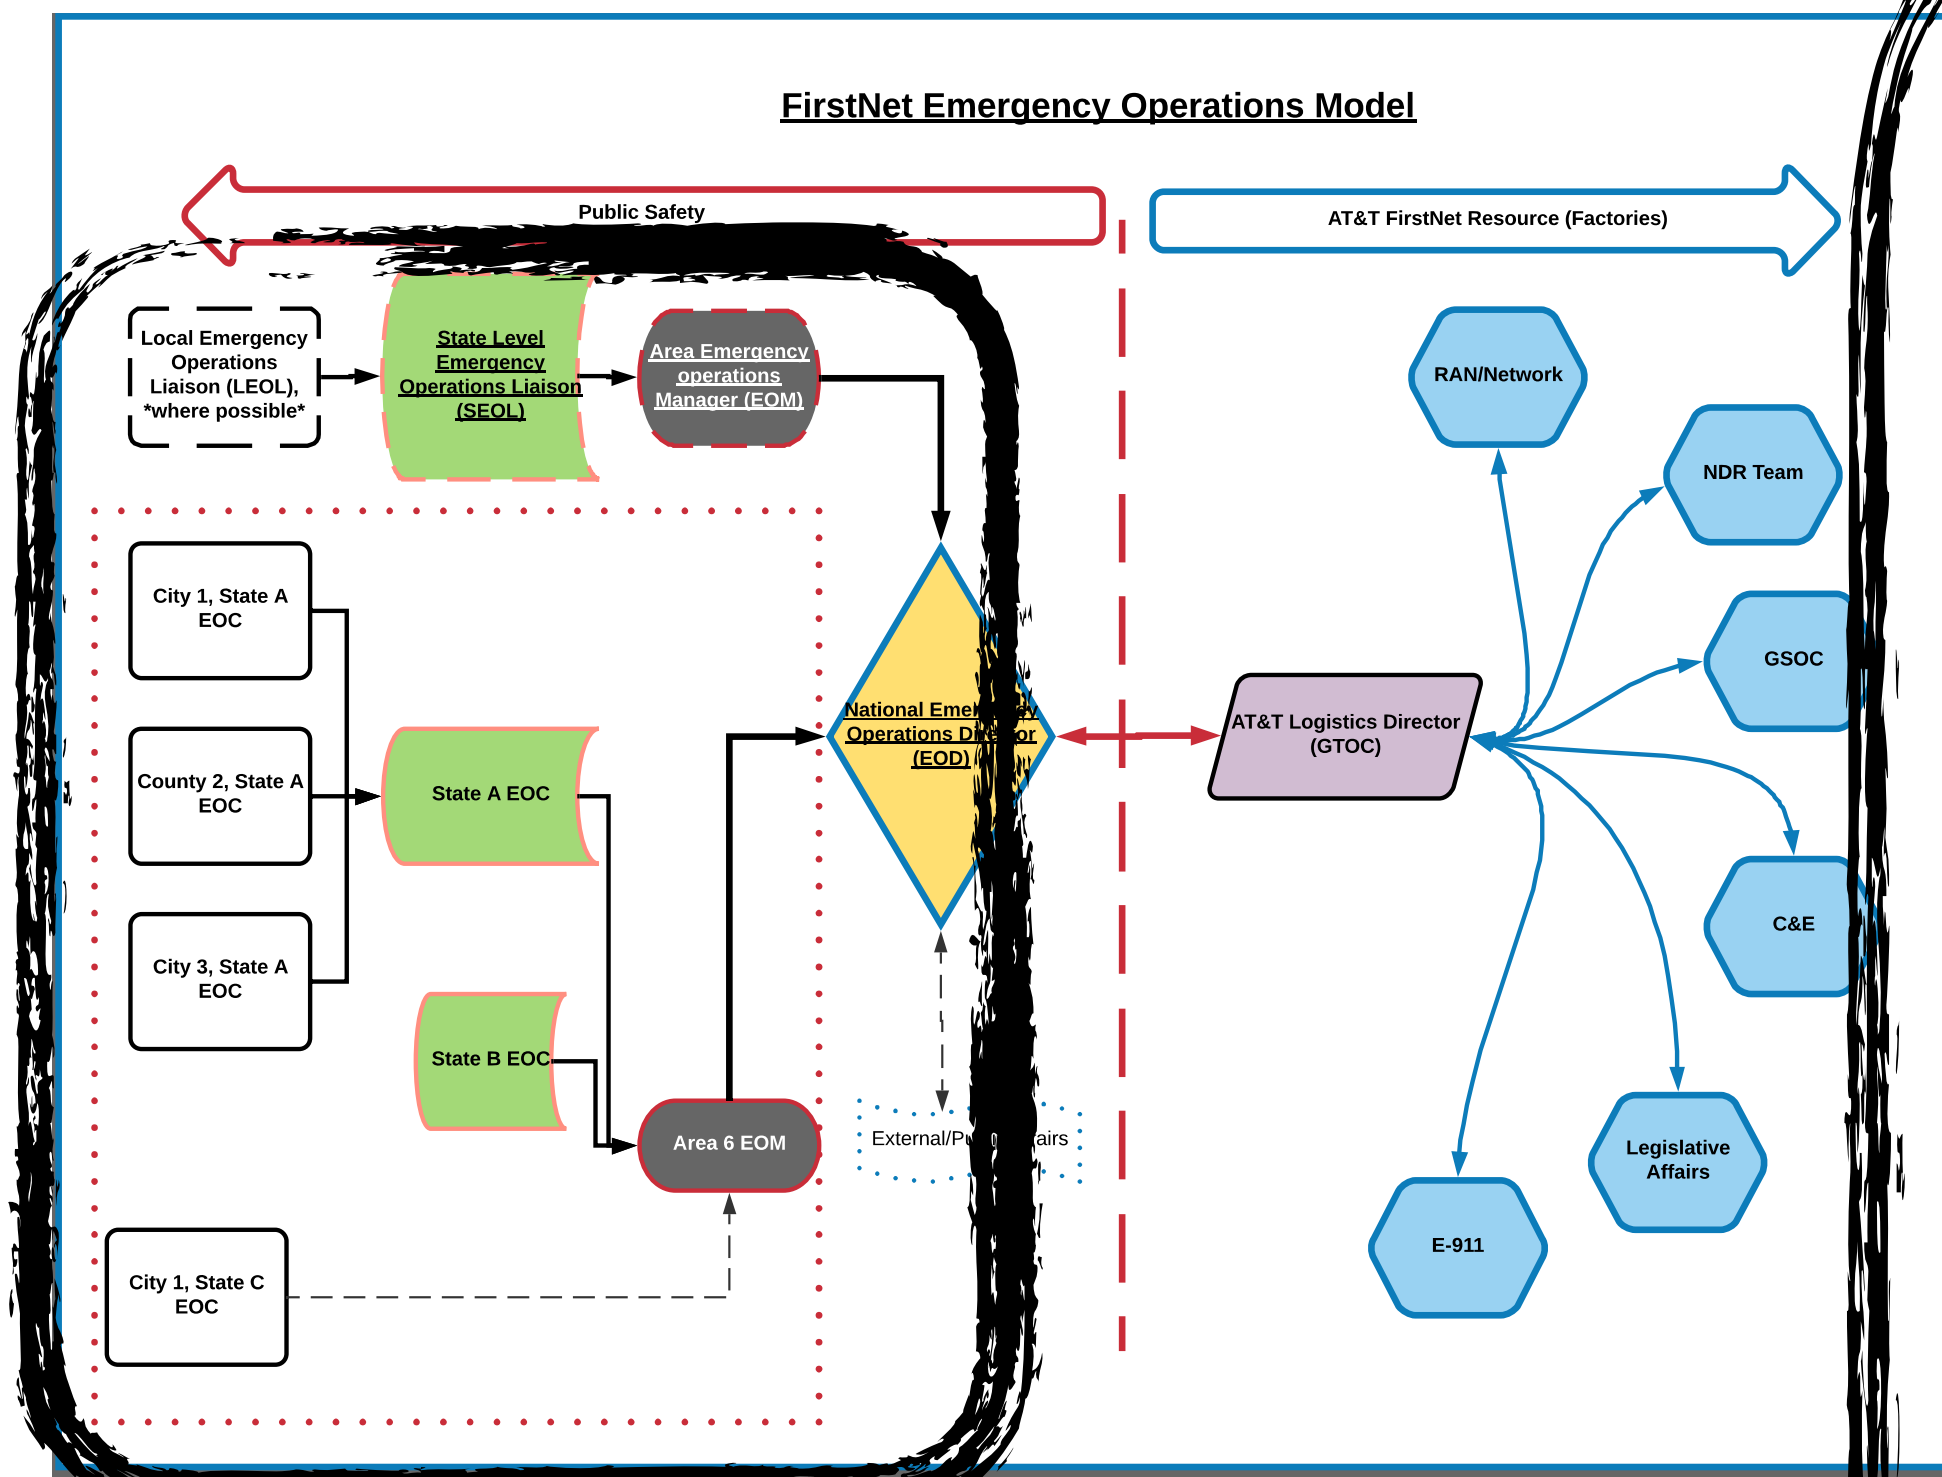 FirstNet Emergency Operations Model
Public Safety
AT&T FirstNet Resource (Factories)
Local Emergency
Operations
Liaison (LEOL),
*where possible*
State Level
Emergency
Operations Liaison
(SEOL)
Area Emergency
operations
Manager (EOM)
RAN/Network
NDR Team
City 1, State A
EOC
GSOC
National
Operations
(EOD)
AT&T Logistics Director
(GTOC)
County 2, State A
EOC
State A EOC
C&E
City 3, State A
EOC
State B EOC
Area 6 EOM
Legislative
Affairs
E-911
City 1, State C
EOC